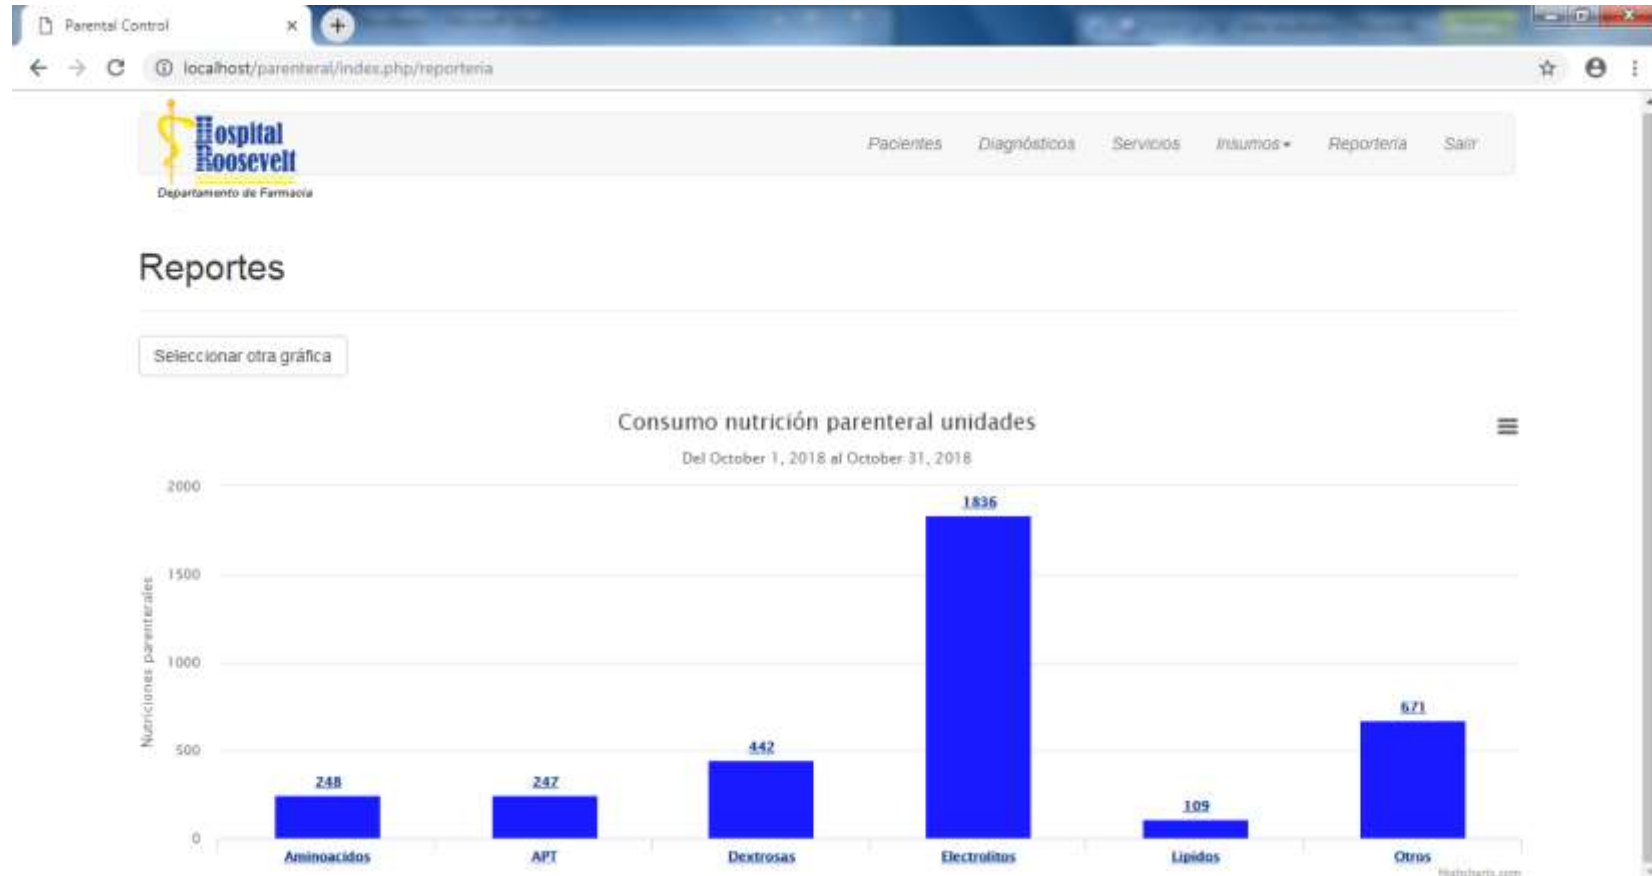 Parental Control
localhost/parenteral/index.php/reporteria
Hospital
Roosevelt
Departamento de Farmacia
Pacientes Diagnósticos Servicios Insumos Reportería Salir
Reportes
Seleccionar otra gráfica
Consumo nutrición parenteral unidades
Del October 1, 2018 al October 31, 2018
Nutriciones parenterales
2000
1500
1000
500
0
248
247
442
1836
109
671
Aminoacidos APT Dextrosas Electrolitos Lipidos Otros
Highcharts.com